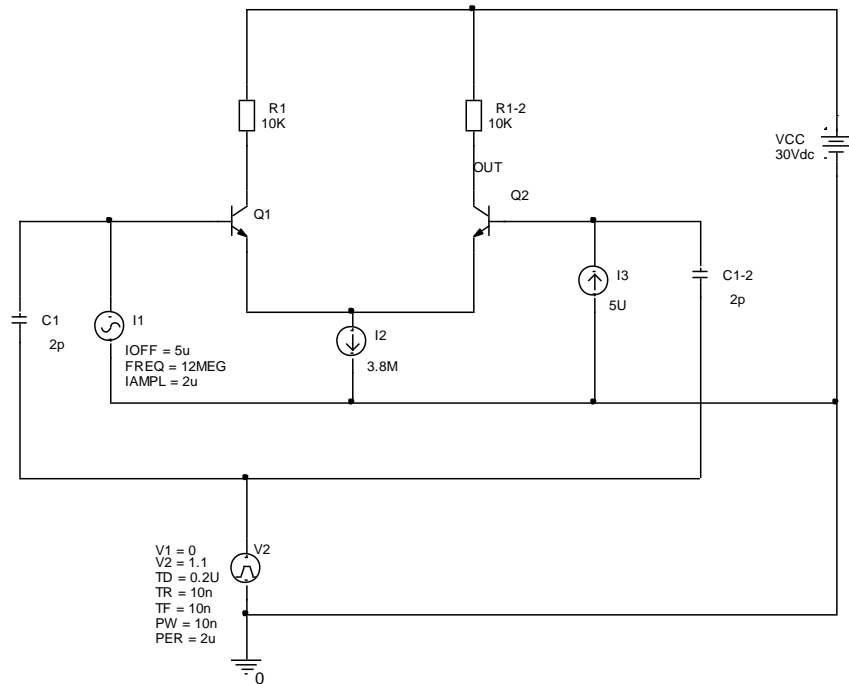 R1
10K
R1-2
10K
VCC
30Vdc
OUT
Q1
Q2
C1
2p
I1
IOFF = 5u
FREQ = 12MEG
IAMPL = 2u
I2
3.8M
I3
5U
C1-2
2p
V2
V1 = 0
V2 = 1.1
TD = 0.2U
TR = 10n
TF = 10n
PW = 10n
PER = 2u
0